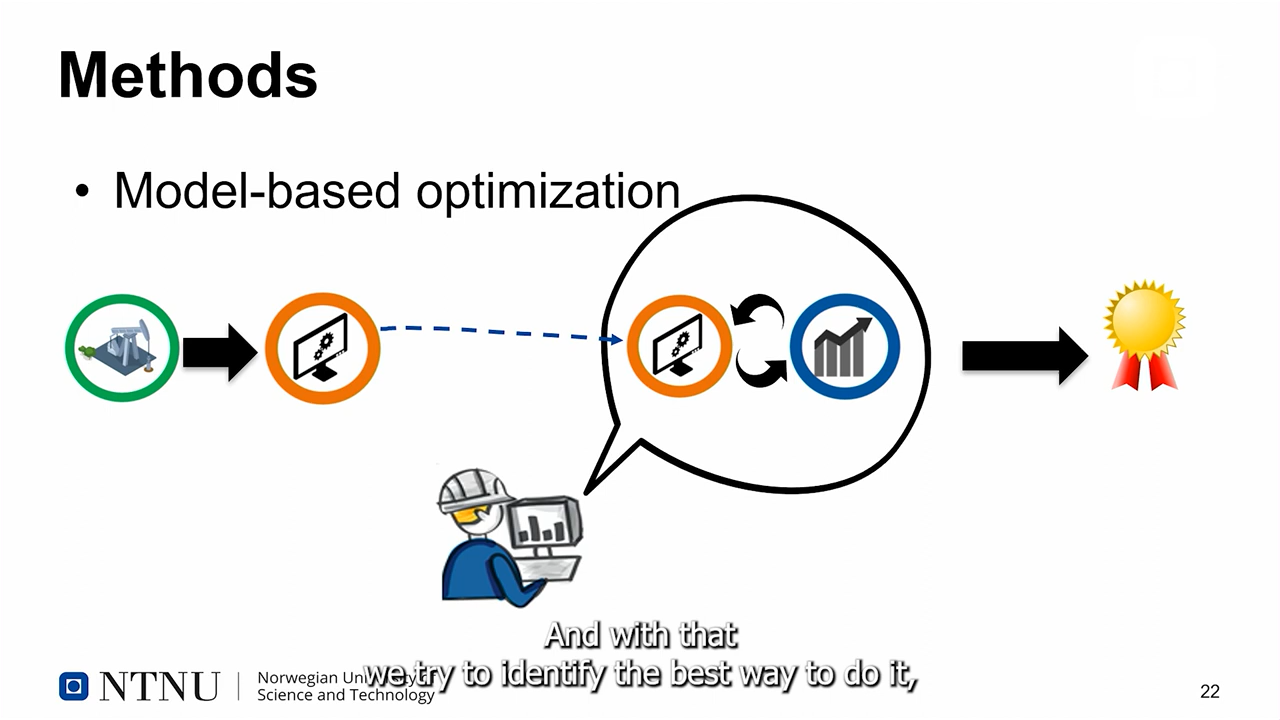 Methods
• Model-based optimization
And with that
we try to identify the best way to do it,
NTNU
Norwegian University
Science and Technology
22